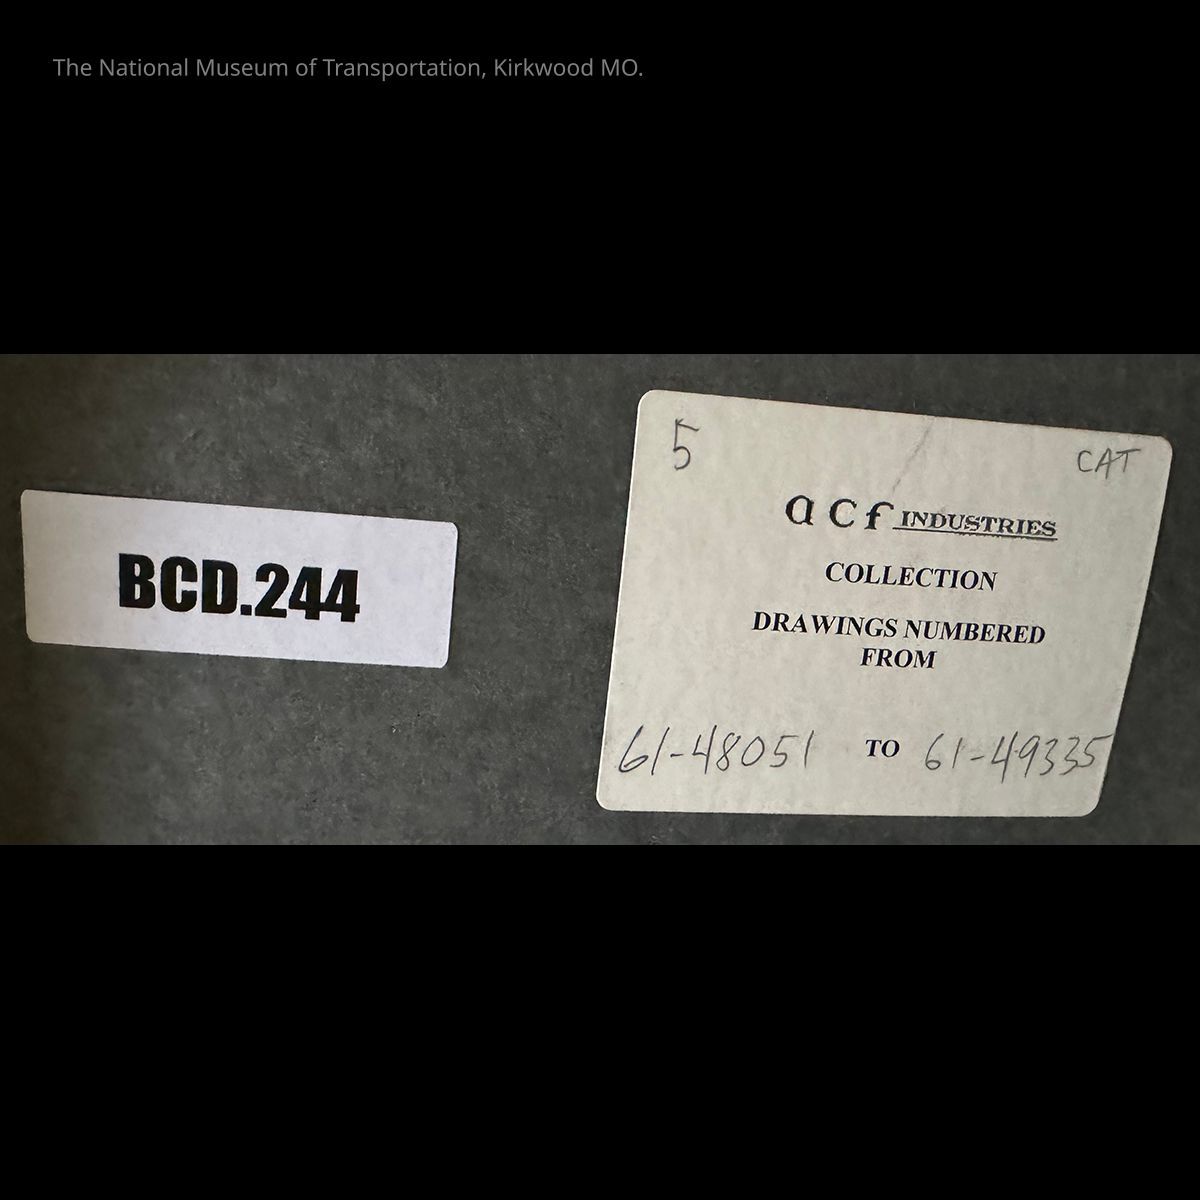 The National Museum of Transportation, Kirkwood MO.
BCD.244
5 CAT
acf INDUSTRIES
COLLECTION
DRAWINGS NUMBERED
FROM
61-48051 TO 61-49335